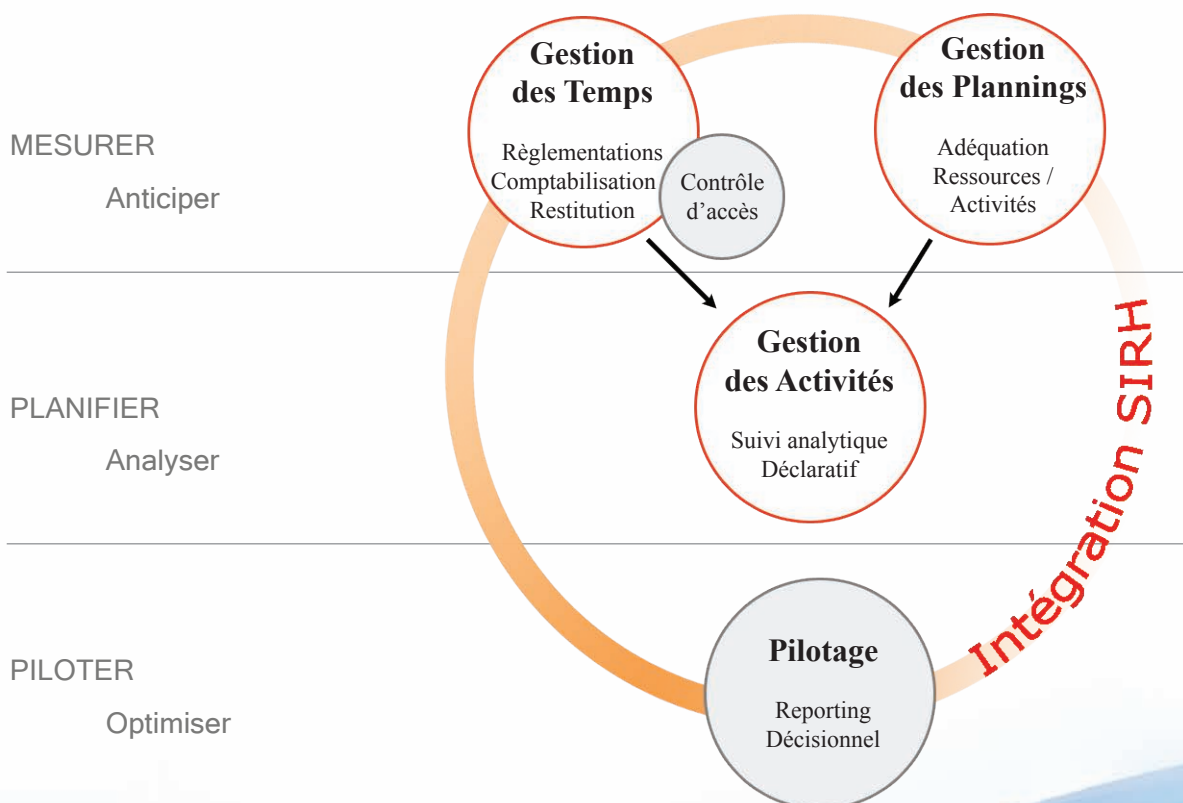 MESURER
Anticiper
Gestion
des Temps
Règlementations
Comptabilisation
Restitution
Contrôle
d'accès
Gestion
des Plannings
Adéquation
Ressources /
Activités
PLANIFIER
Analyser
Gestion
des Activités
Suivi analytique
Déclaratif
Intégration SIRH
PILOTER
Optimiser
Pilotage
Reporting
Décisionnel